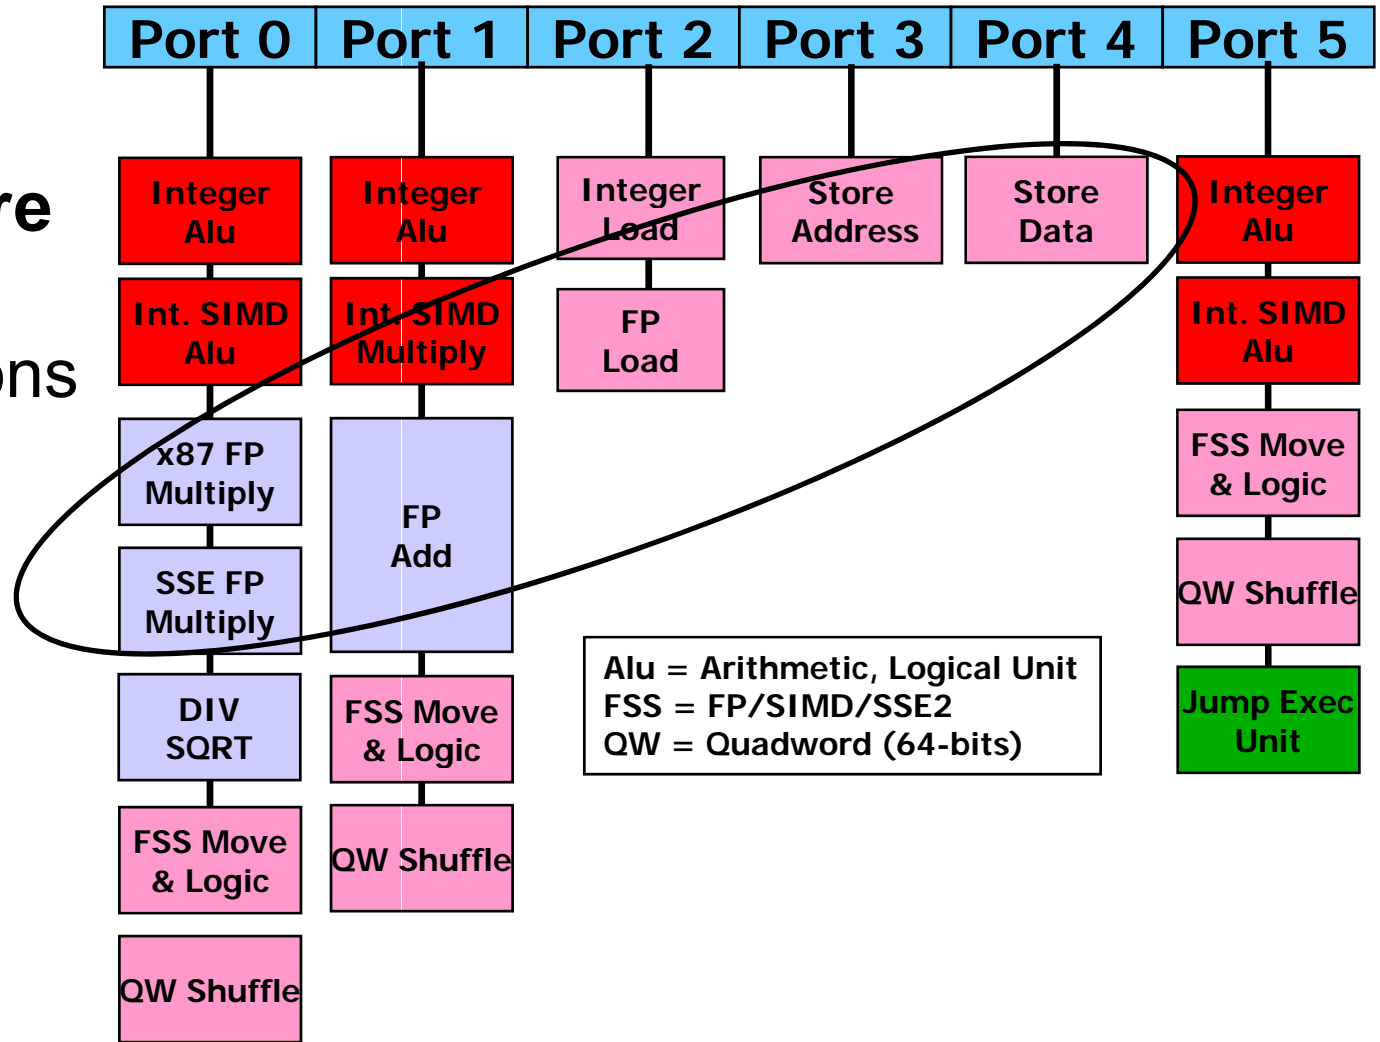 Port 0
Port 1
Port 2
Port 3
Port 4
Port 5
re
ons
Integer
Alu
Int. SIMD
Alu
x87 FP
Multiply
SSE FP
Multiply
DIV
SQRT
FSS Move
& Logic
QW Shuffle
Integer
Alu
Int. SIMD
Multiply
FP
Add
FSS Move
& Logic
QW Shuffle
Integer
Load
FP
Load
Store
Address
Store
Data
Integer
Alu
Int. SIMD
Alu
FSS Move
& Logic
QW Shuffle
Jump Exec
Unit
Alu = Arithmetic, Logical Unit
FSS = FP/SIMD/SSE2
QW = Quadword (64-bits)